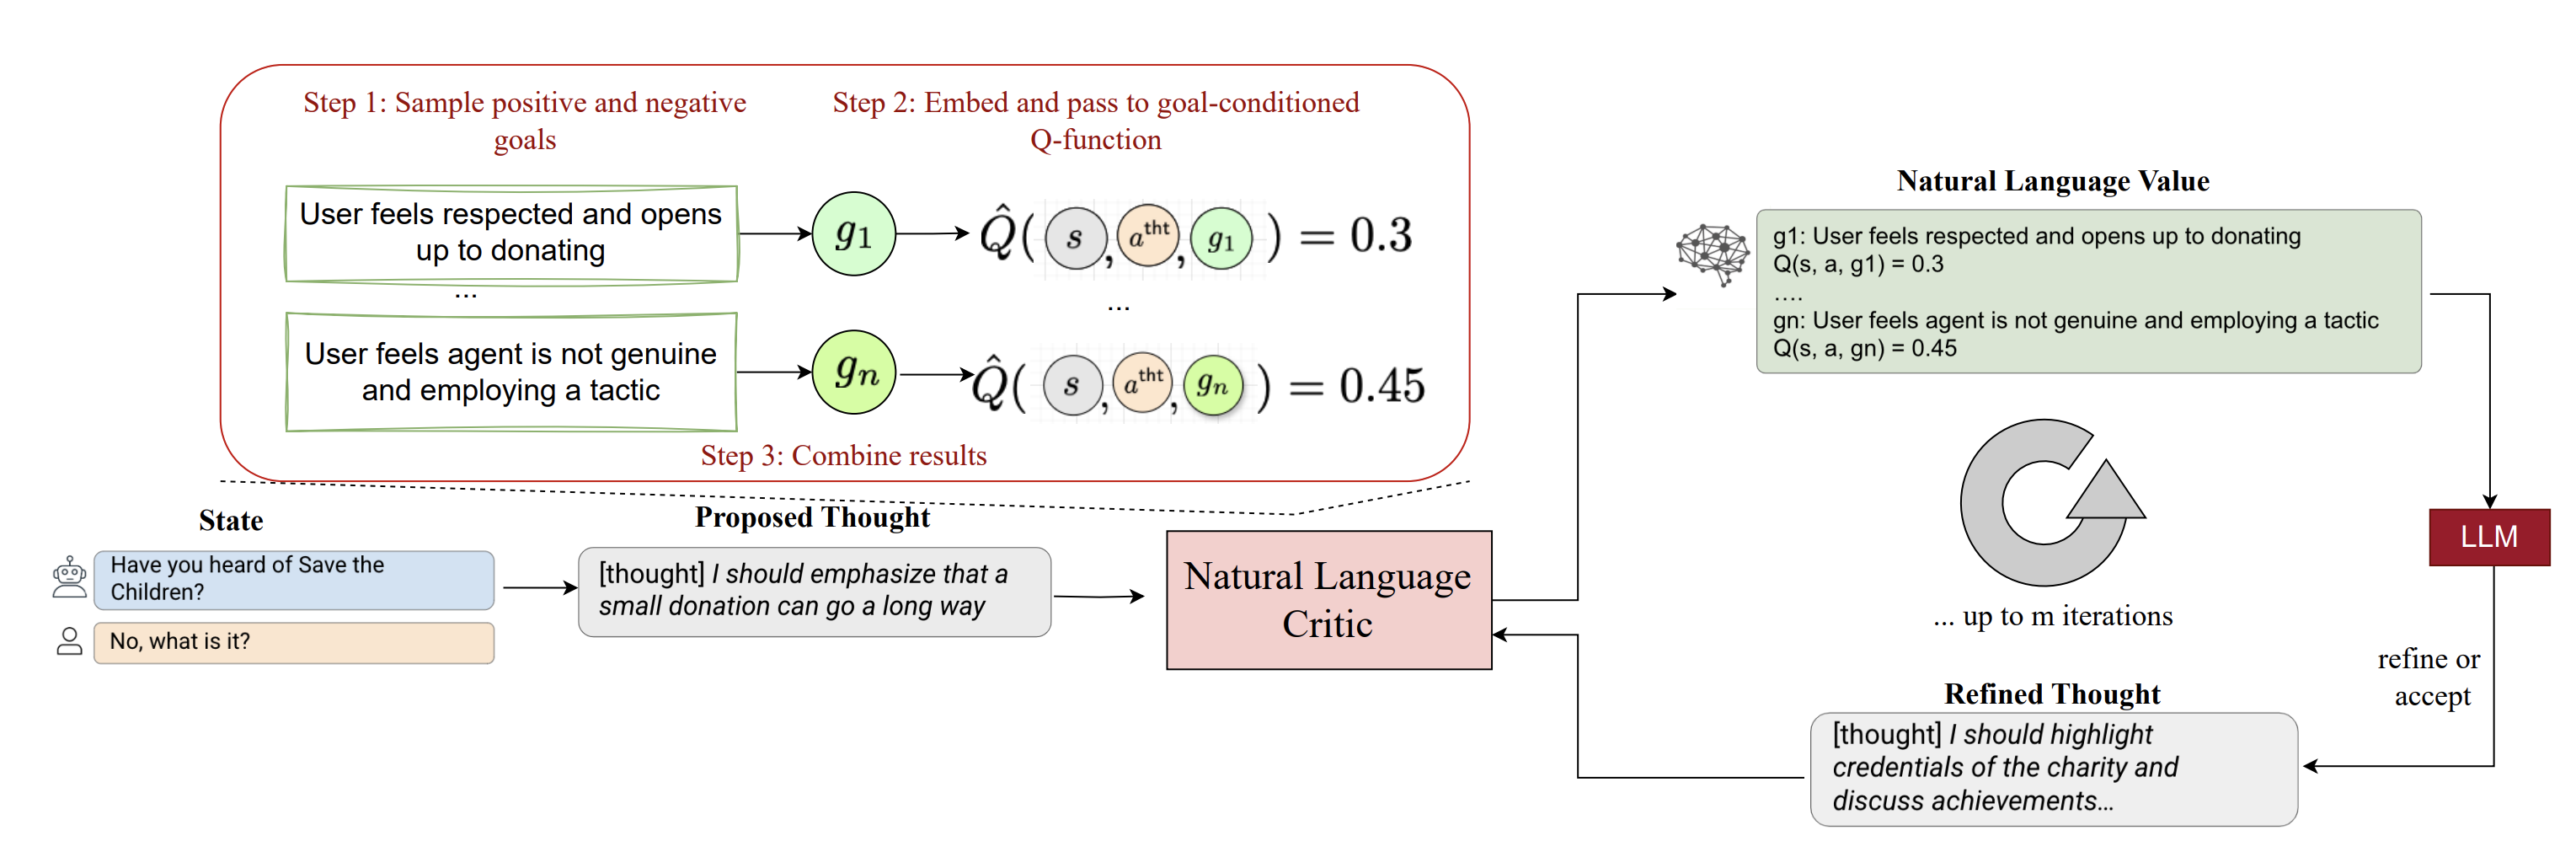 Step 1: Sample positive and negative
goals
Step 2: Embed and pass to goal-conditioned
Q-function
User feels respected and opens
up to donating
g1
Q̂( s , a^tht , g1 ) = 0.3
...
...
User feels agent is not genuine
and employing a tactic
gn
Q̂( s , a^tht , gn ) = 0.45
Step 3: Combine results
State
Have you heard of Save the
Children?
No, what is it?
Proposed Thought
[thought] I should emphasize that a
small donation can go a long way
Natural Language
Critic
Natural Language Value
g1: User feels respected and opens up to donating
Q(s, a, g1) = 0.3
....
gn: User feels agent is not genuine and employing a tactic
Q(s, a, gn) = 0.45
... up to m iterations
LLM
refine or
accept
Refined Thought
[thought] I should highlight
credentials of the charity and
discuss achievements...